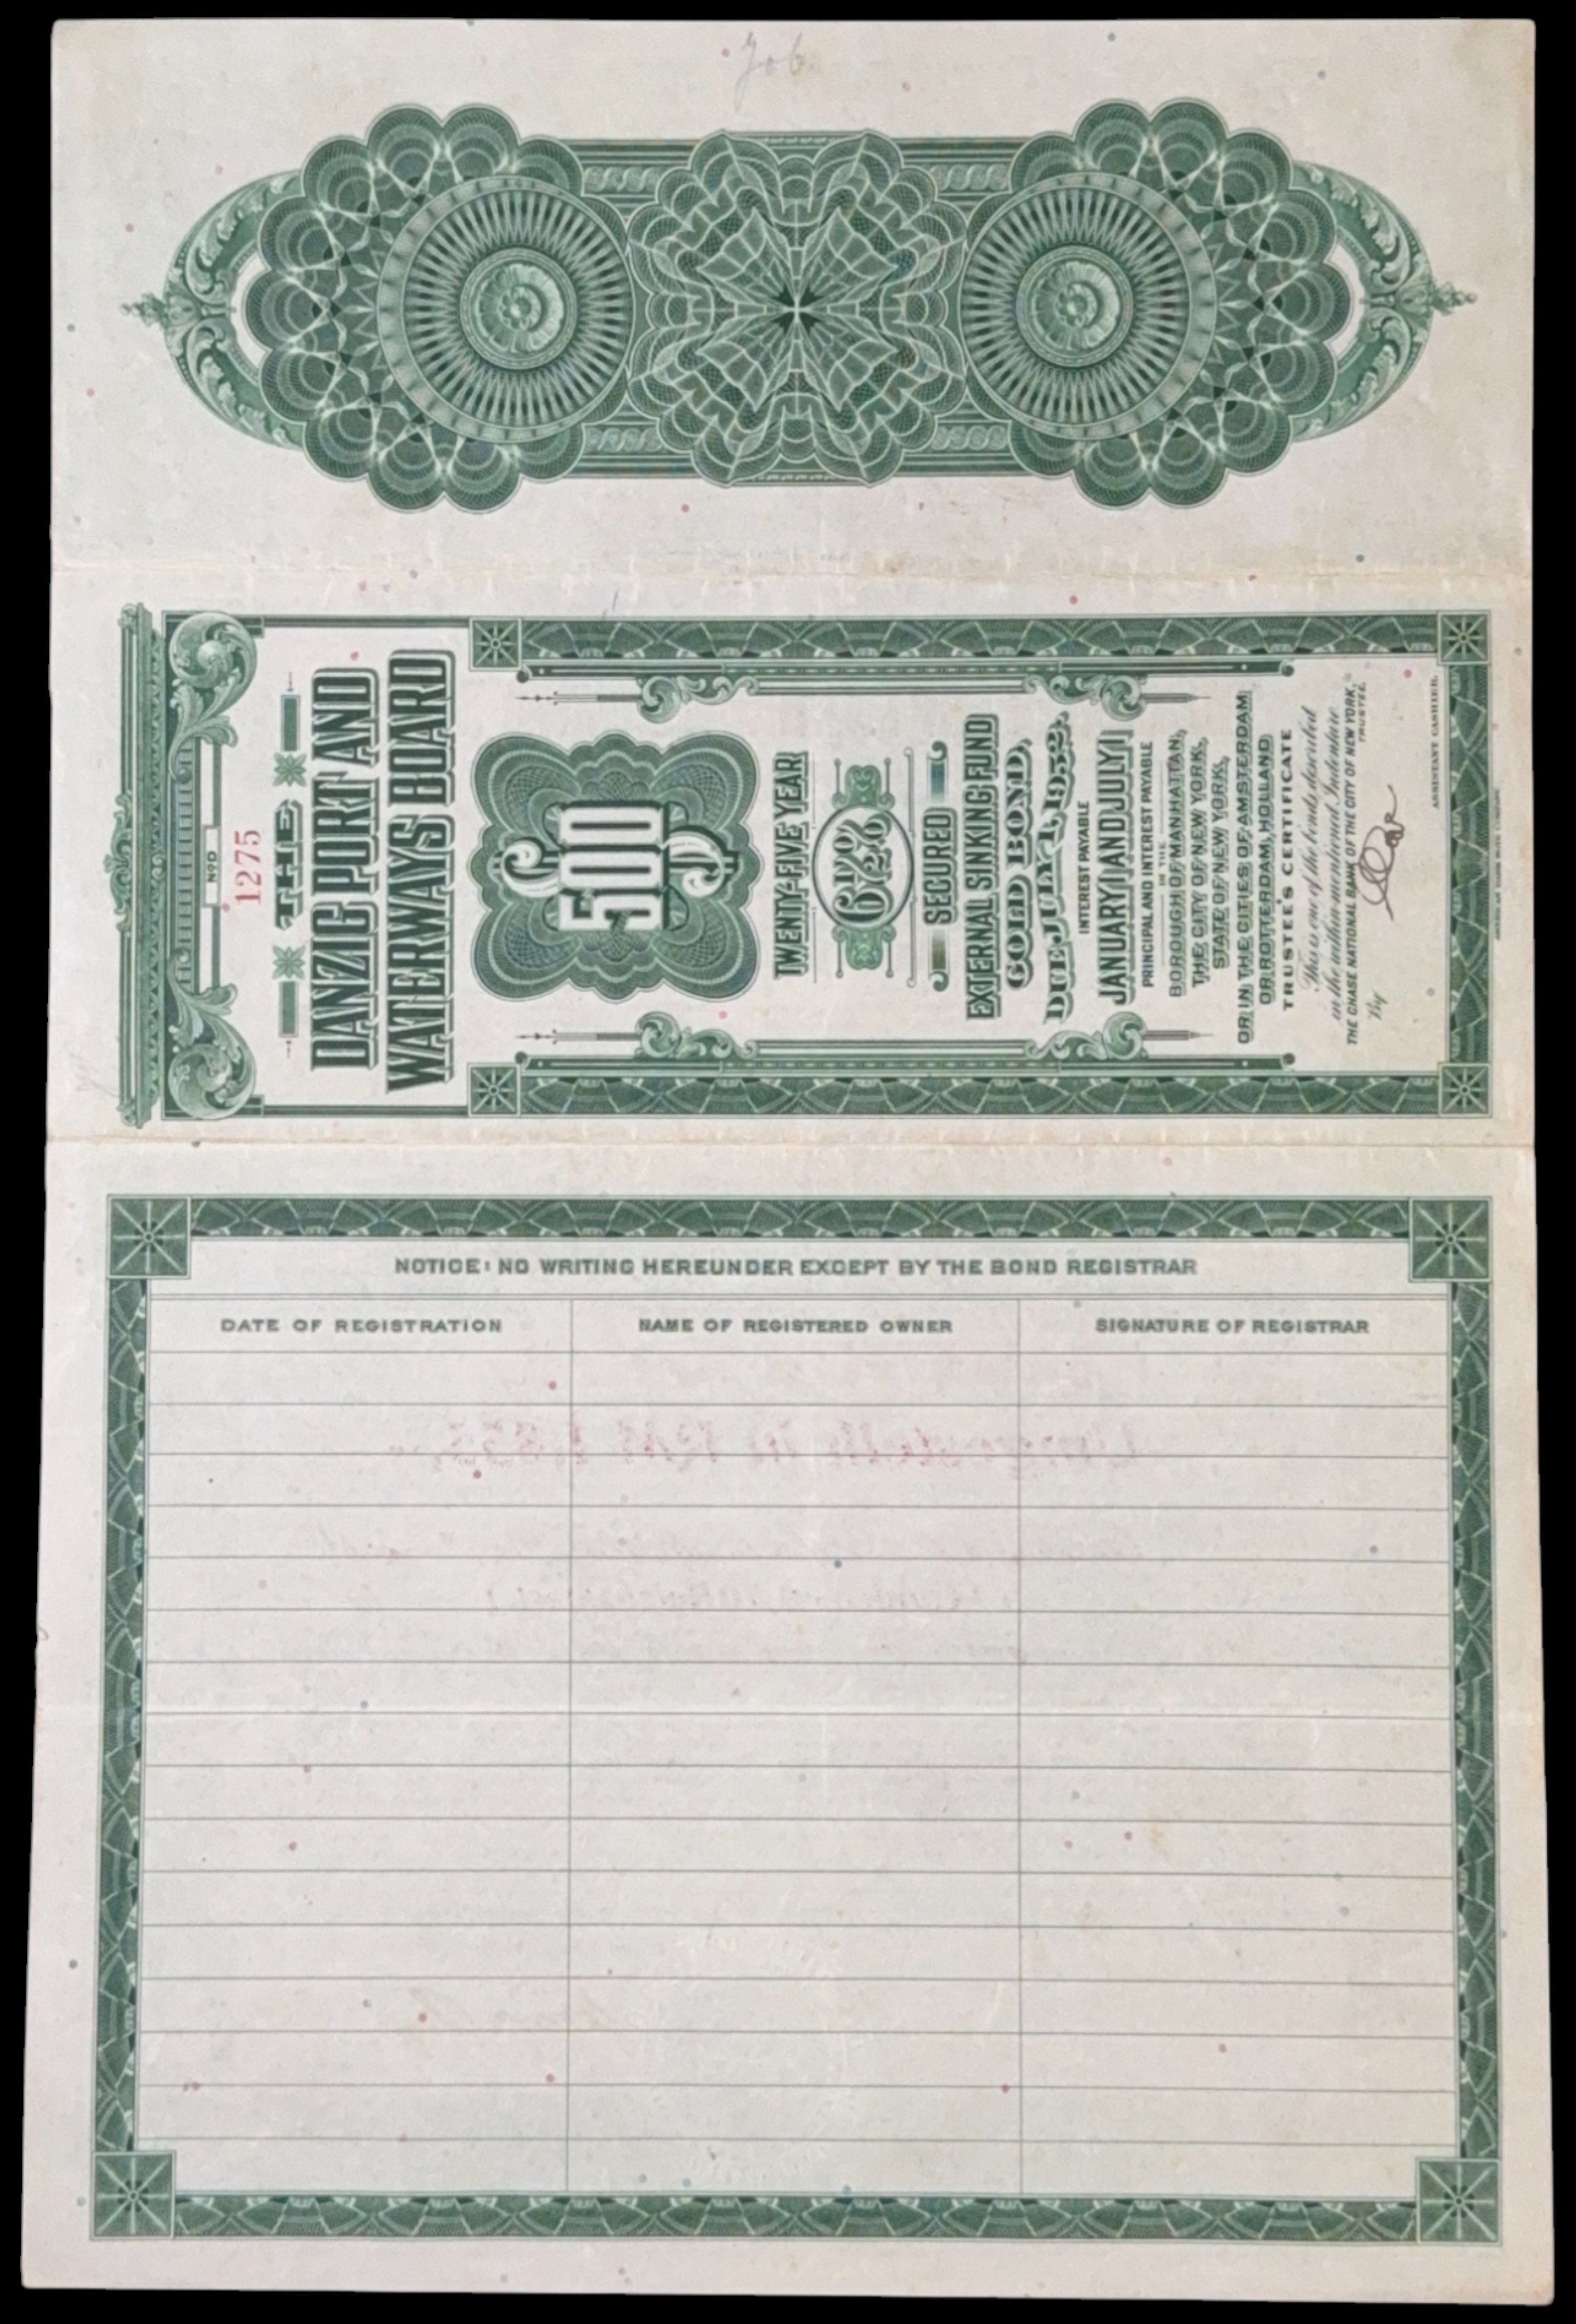 NO D
1275
THE
DANZIG PORT AND
WATERWAYS BOARD
$500
TWENTY-FIVE YEAR
6½%
SECURED
EXTERNAL SINKING FUND
GOLD BOND,
DUE JULY 1, 1952.
INTEREST PAYABLE
JANUARY 1 AND JULY 1
PRINCIPAL AND INTEREST PAYABLE
IN THE
BOROUGH OF MANHATTAN,
THE CITY OF NEW YORK,
STATE OF NEW YORK,
OR IN THE CITIES OF AMSTERDAM
OR ROTTERDAM, HOLLAND
TRUSTEE'S CERTIFICATE
This is one of the bonds described
in the within-mentioned Indenture.
THE CHASE NATIONAL BANK OF THE CITY OF NEW YORK,
TRUSTEE,
By
ASSISTANT CASHIER.
AMERICAN BANK NOTE COMPANY.
NOTICE: NO WRITING HEREUNDER EXCEPT BY THE BOND REGISTRAR
DATE OF REGISTRATION NAME OF REGISTERED OWNER SIGNATURE OF REGISTRAR